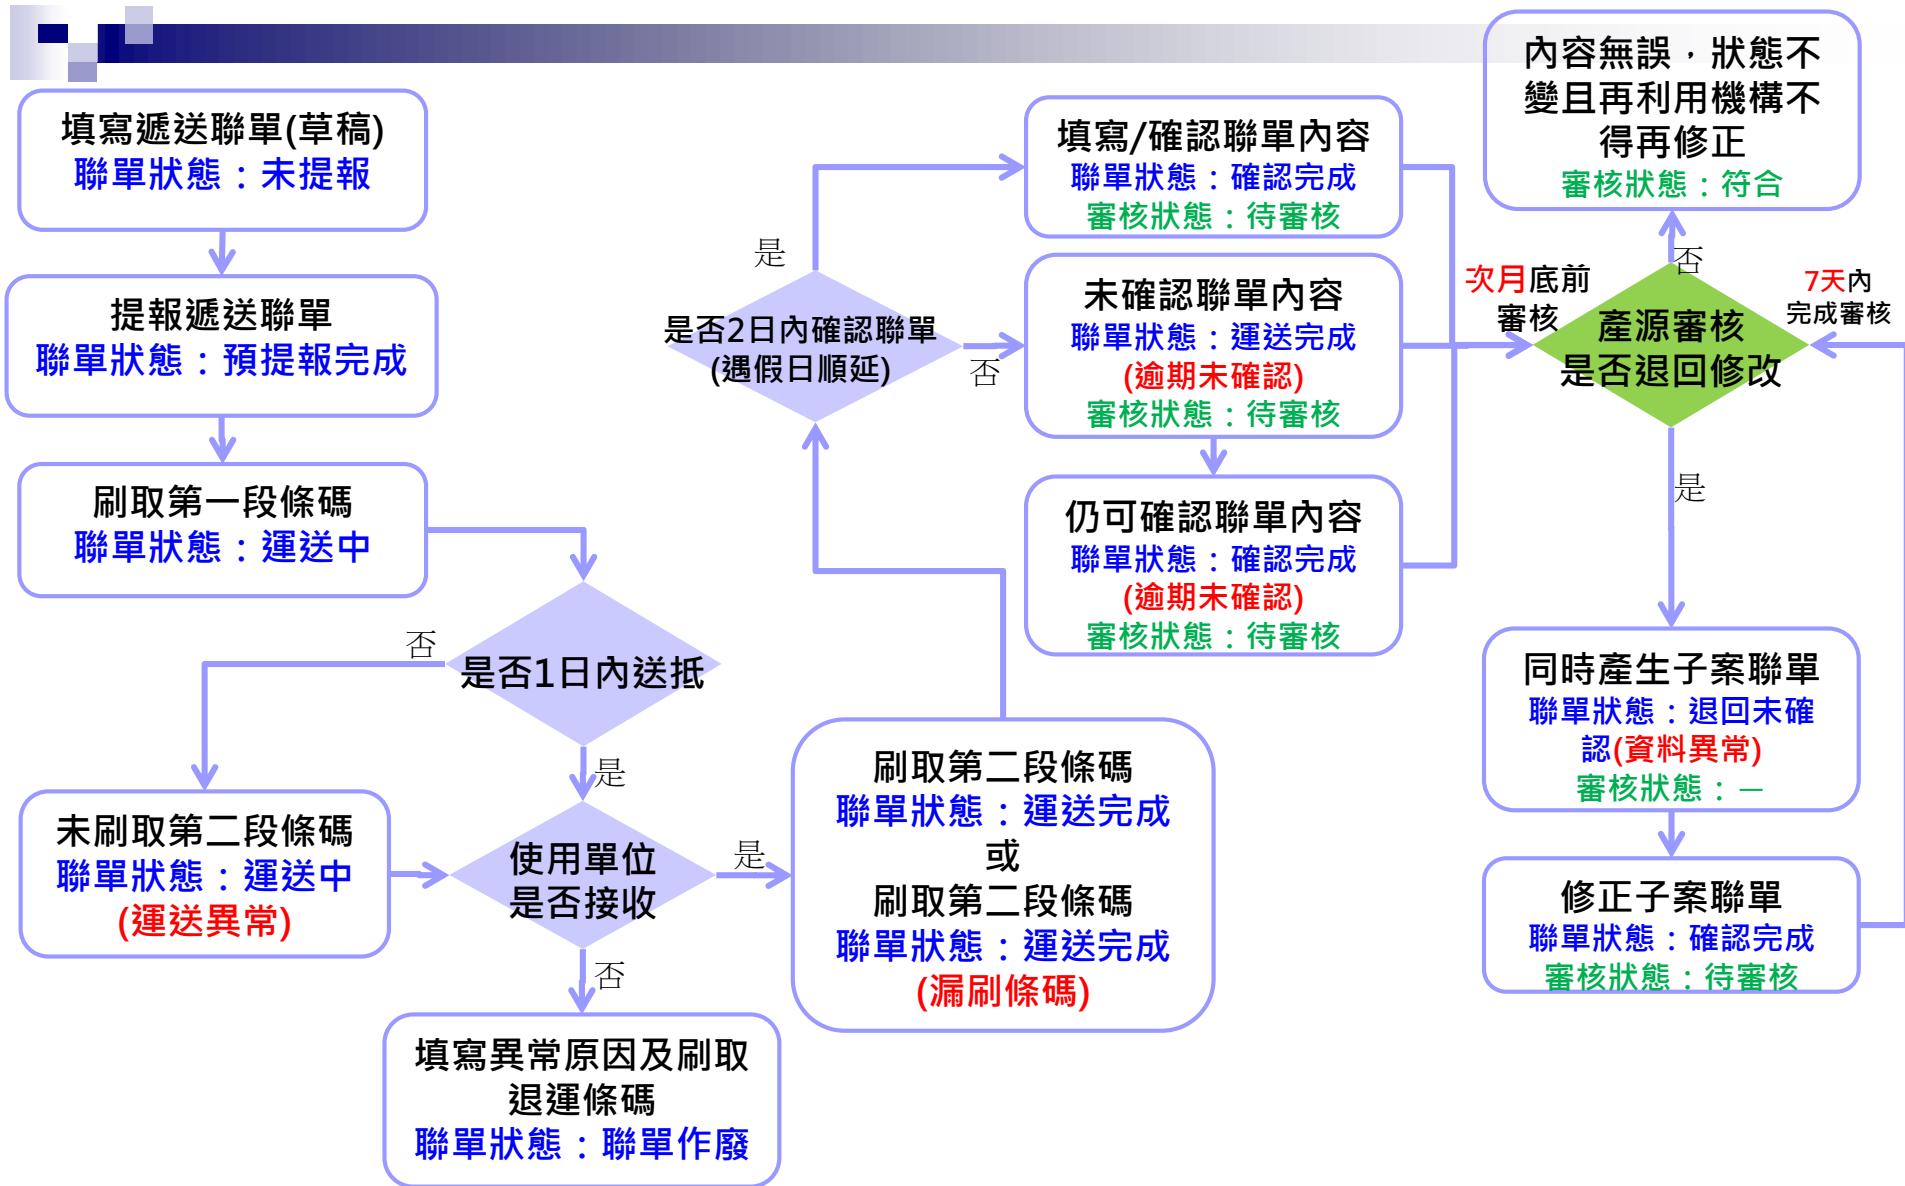 填寫遞送聯單(草稿)
聯單狀態：未提報
提報遞送聯單
聯單狀態：預提報完成
刷取第一段條碼
聯單狀態：運送中
否
是否1日內送抵
是
未刷取第二段條碼
聯單狀態：運送中
(運送異常)
使用單位
是否接收
是
否
填寫異常原因及刷取
退運條碼
聯單狀態：聯單作廢
刷取第二段條碼
聯單狀態：運送完成
或
刷取第二段條碼
聯單狀態：運送完成
(漏刷條碼)
是
是否2日內確認聯單
(遇假日順延)
否
填寫/確認聯單內容
聯單狀態：確認完成
審核狀態：待審核
未確認聯單內容
聯單狀態：運送完成
(逾期未確認)
審核狀態：待審核
仍可確認聯單內容
聯單狀態：確認完成
(逾期未確認)
審核狀態：待審核
內容無誤，狀態不
變且再利用機構不
得再修正
審核狀態：符合
否
次月底前
審核
7天內
完成審核
產源審核
是否退回修改
是
同時產生子案聯單
聯單狀態：退回未確
認(資料異常)
審核狀態：—
修正子案聯單
聯單狀態：確認完成
審核狀態：待審核